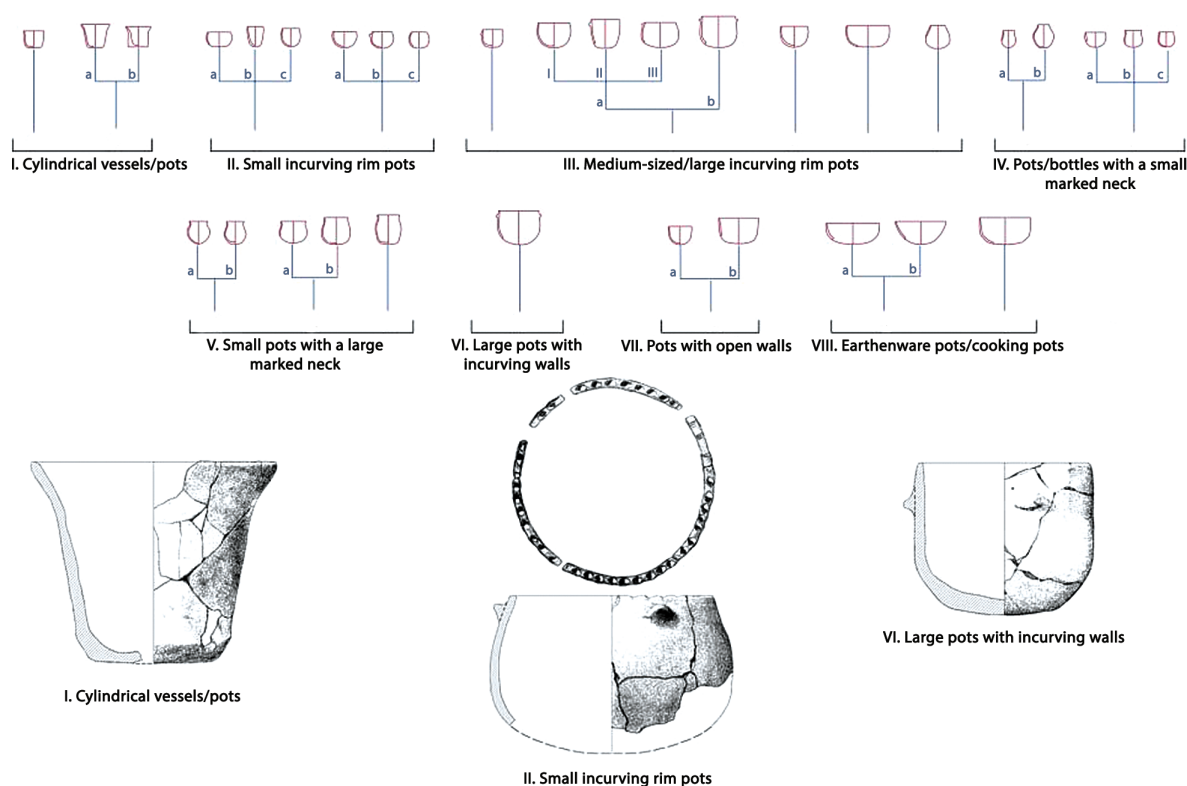 a b a b c a b c I II III a b a b a b c
I. Cylindrical vessels/pots
II. Small incurving rim pots
III. Medium-sized/large incurving rim pots
IV. Pots/bottles with a small
marked neck
a b a b a b a b
V. Small pots with a large
marked neck
VI. Large pots with
incurving walls
VII. Pots with open walls
VIII. Earthenware pots/cooking pots
I. Cylindrical vessels/pots
II. Small incurving rim pots
VI. Large pots with incurving walls